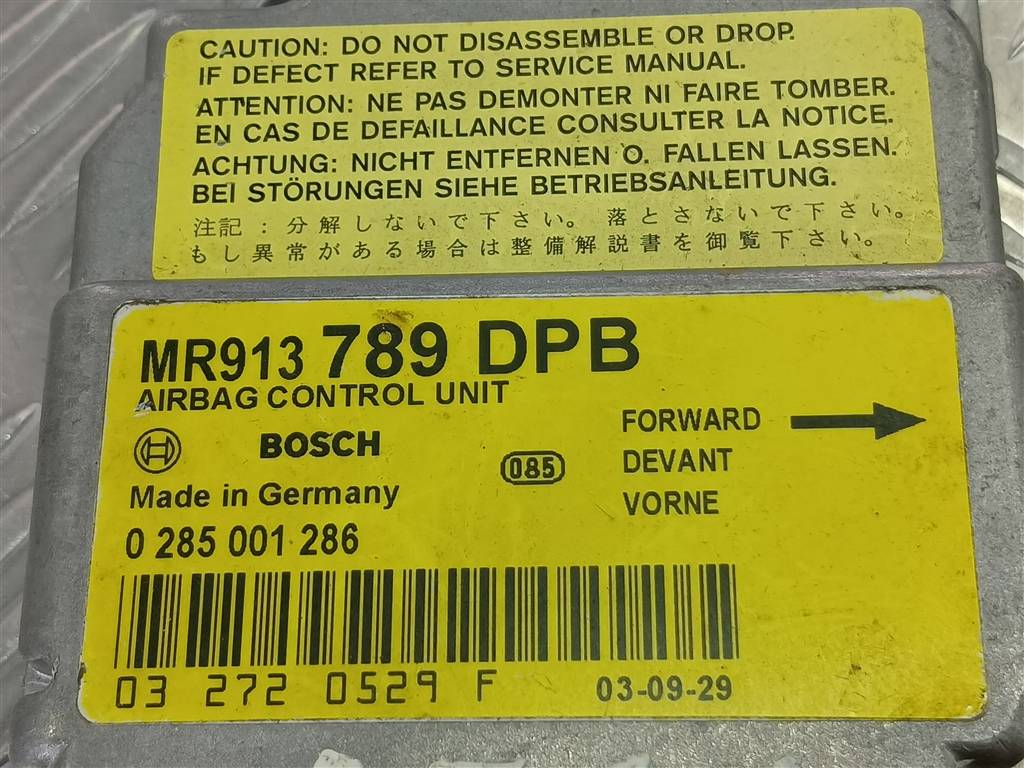 CAUTION: DO NOT DISASSEMBLE OR DROP.
IF DEFECT REFER TO SERVICE MANUAL.
ATTENTION: NE PAS DEMONTER NI FAIRE TOMBER.
EN CAS DE DEFAILLANCE CONSULTER LA NOTICE.
ACHTUNG: NICHT ENTFERNEN O. FALLEN LASSEN.
BEI STÖRUNGEN SIEHE BETRIEBSANLEITUNG.
注記：分解しないで下さい。落とさないで下さい。
もし異常がある場合は整備解説書を御覧下さい。
MR913 789 DPB
AIRBAG CONTROL UNIT
BOSCH
085
Made in Germany
0 285 001 286
FORWARD
DEVANT
VORNE
03 272 0529 F
03-09-29